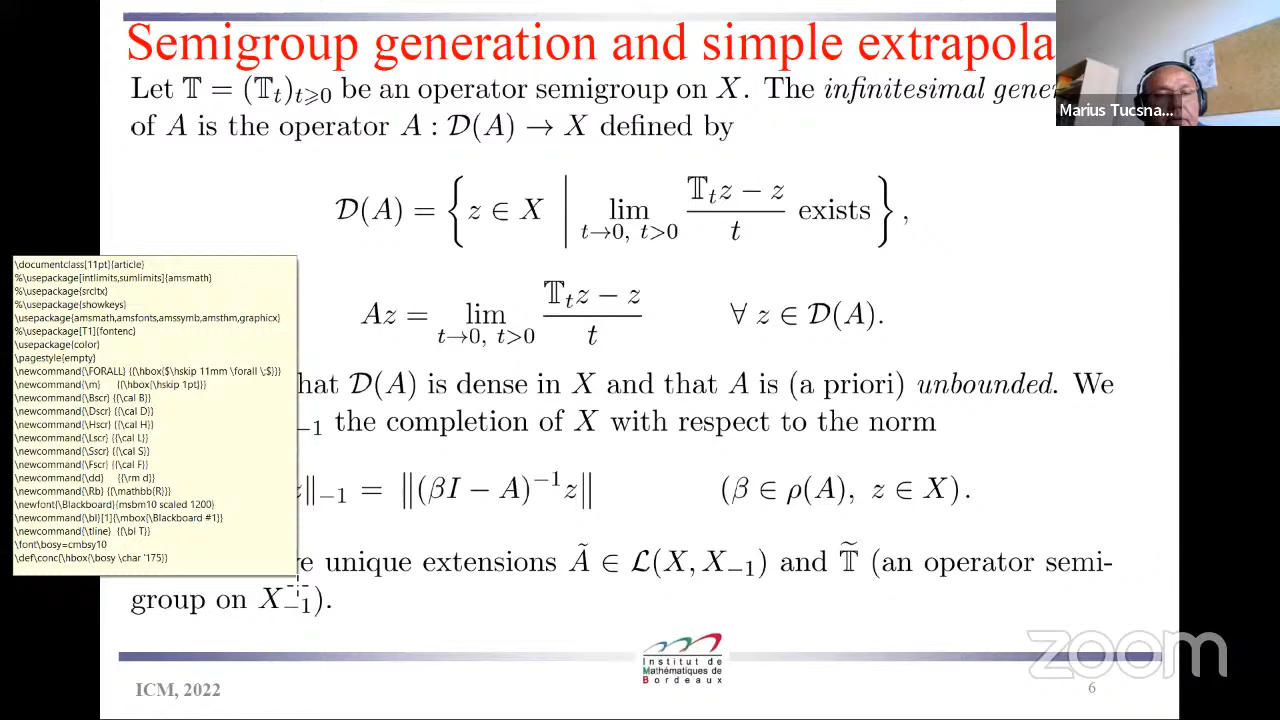 Semigroup generation and simple extrapola
Let 𝕋 = (𝕋ₜ)ₜ⩾₀ be an operator semigroup on X. The infinitesimal gener
of A is the operator A : 𝒟(A) → X defined by
𝒟(A) = { z ∈ X | lim_{t→0, t>0} (𝕋ₜz − z)/t exists } ,
Az = lim_{t→0, t>0} (𝕋ₜz − z)/t ∀ z ∈ 𝒟(A).
hat 𝒟(A) is dense in X and that A is (a priori) unbounded. We
₋₁ the completion of X with respect to the norm
z‖₋₁ = ‖(βI − A)⁻¹z‖ (β ∈ ρ(A), z ∈ X).
e unique extensions Ã ∈ ℒ(X, X₋₁) and 𝕋̃ (an operator semi-
group on X₋₁).
\documentclass[11pt]{article}
%\usepackage[intlimits,sumlimits]{amsmath}
%\usepackage{srcltx}
%\usepackage{showkeys}
\usepackage{amsmath,amsfonts,amssymb,amsthm,graphicx}
%\usepackage[T1]{fontenc}
\usepackage{color}
\pagestyle{empty}
\newcommand{\FORALL} {{\hbox{$\hskip 11mm \forall \;$}}}
\newcommand{\m} {{\hbox{\hskip 1pt}}}
\newcommand{\Bscr} {{\cal B}}
\newcommand{\Dscr} {{\cal D}}
\newcommand{\Hscr} {{\cal H}}
\newcommand{\Lscr} {{\cal L}}
\newcommand{\Sscr} {{\cal S}}
\newcommand{\Fscr} {{\cal F}}
\newcommand{\dd} {{\rm d}}
\newcommand{\Rb} {{\mathbb{R}}}
\newfont{\Blackboard}{msbm10 scaled 1200}
\newcommand{\bl}[1]{\mbox{\Blackboard #1}}
\newcommand{\tline} {{\bl T}}
\font\bosy=cmbsy10
\def\conc{\hbox{\bosy \char '175}}
Marius Tucsna...
ICM, 2022
Institut de
Mathématiques de
Bordeaux
6
zoom